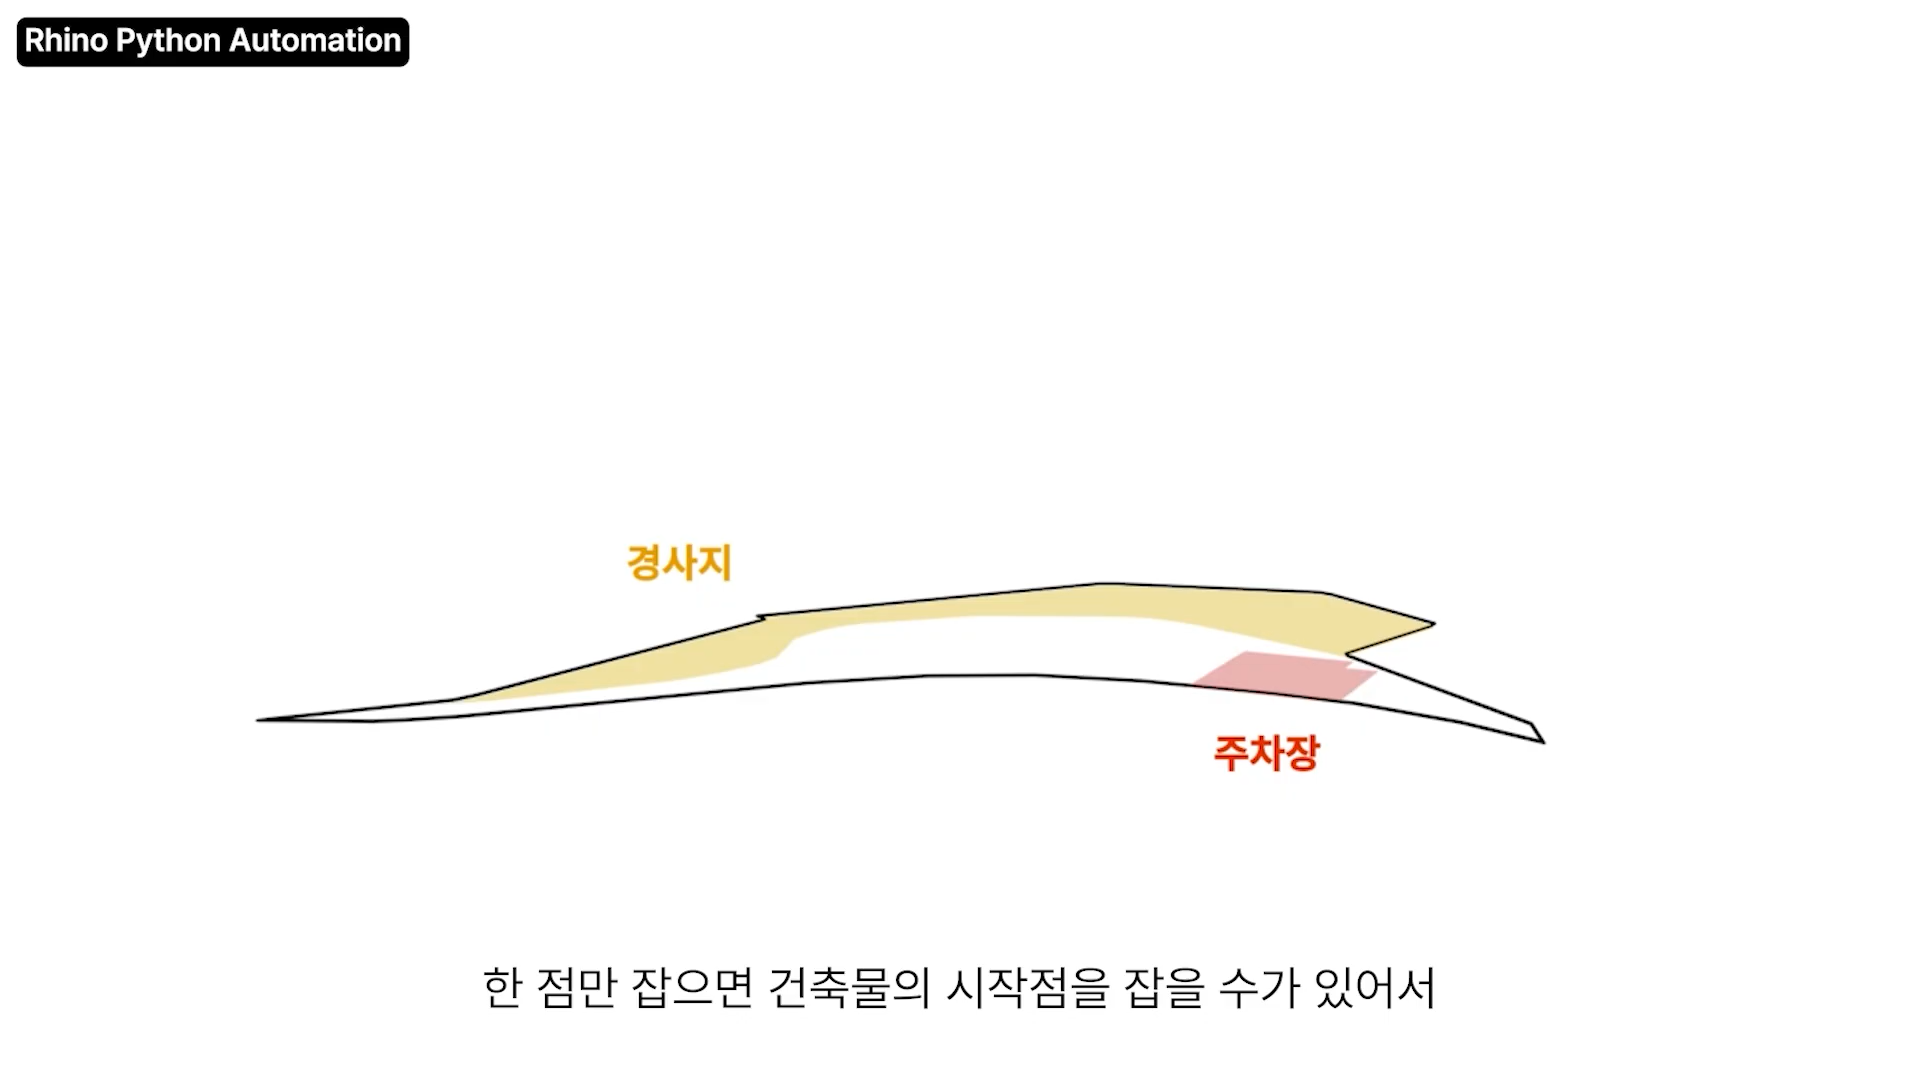 Rhino Python Automation
경사지
주차장
한 점만 잡으면 건축물의 시작점을 잡을 수가 있어서